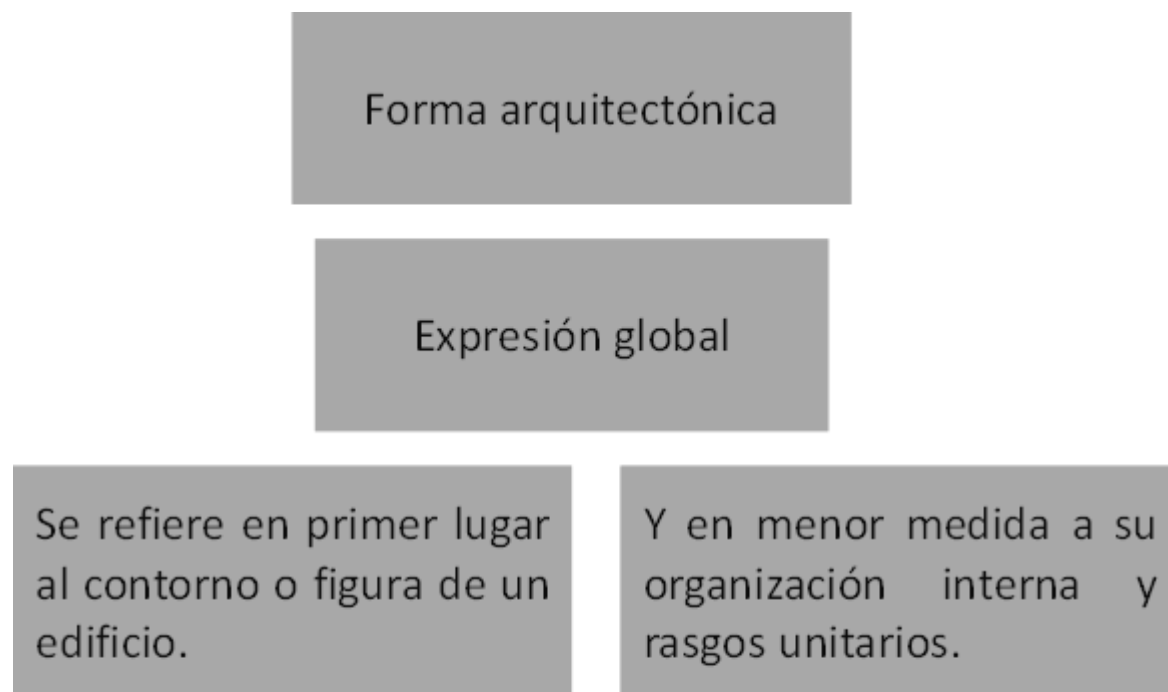 Forma arquitectónica
Expresión global
Se refiere en primer lugar
al contorno o figura de un
edificio.
Y en menor medida a su
organización interna y
rasgos unitarios.